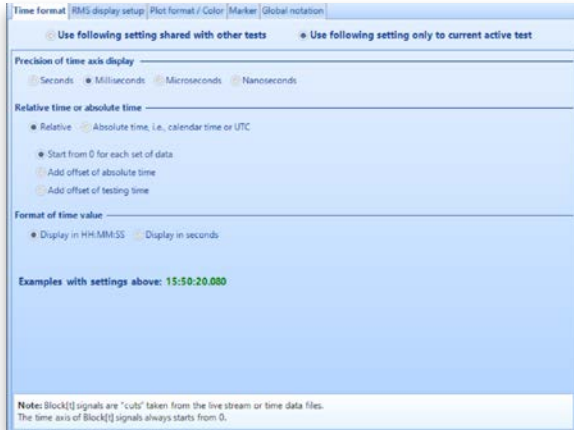 Time format RMS display setup Plot format / Color Marker Global notation
Use following setting shared with other tests Use following setting only to current active test
Precision of time axis display
Seconds Milliseconds Microseconds Nanoseconds
Relative time or absolute time
Relative Absolute time, i.e., calendar time or UTC
Start from 0 for each set of data
Add offset of absolute time
Add offset of testing time
Format of time value
Display in HH:MM:SS Display in seconds
Examples with settings above: 15:50:20.080
Note: Block[t] signals are "cuts" taken from the live stream or time data files.
The time axis of Block[t] signals always starts from 0.